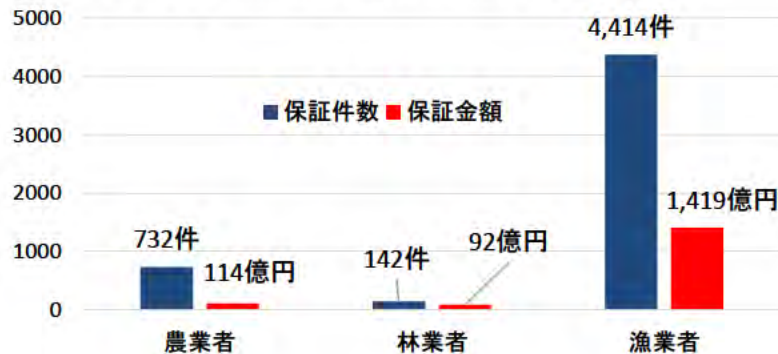 5000
4000
3000
2000
1000
0
保証件数 保証金額
732件
114億円
142件
92億円
4,414件
1,419億円
農業者 林業者 漁業者